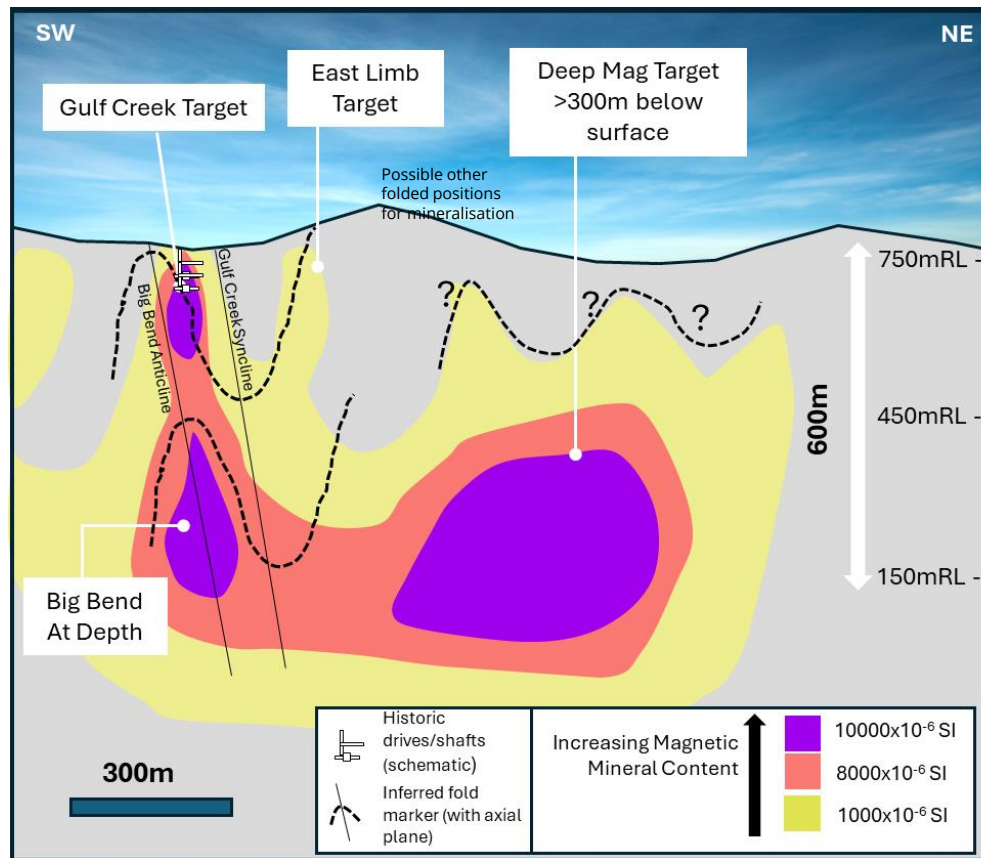 SW
NE
East Limb
Target
Deep Mag Target
>300m below
surface
Gulf Creek Target
Possible other
folded positions
for mineralisation
750mRL -
Gulf Creek Syncline
Big Bend Anticline
?
?
?
450mRL -
600m
150mRL -
Big Bend
At Depth
300m
Historic
drives/shafts
(schematic)
Inferred fold
marker (with axial
plane)
Increasing Magnetic
Mineral Content
10000x10⁻⁶ SI
8000x10⁻⁶ SI
1000x10⁻⁶ SI